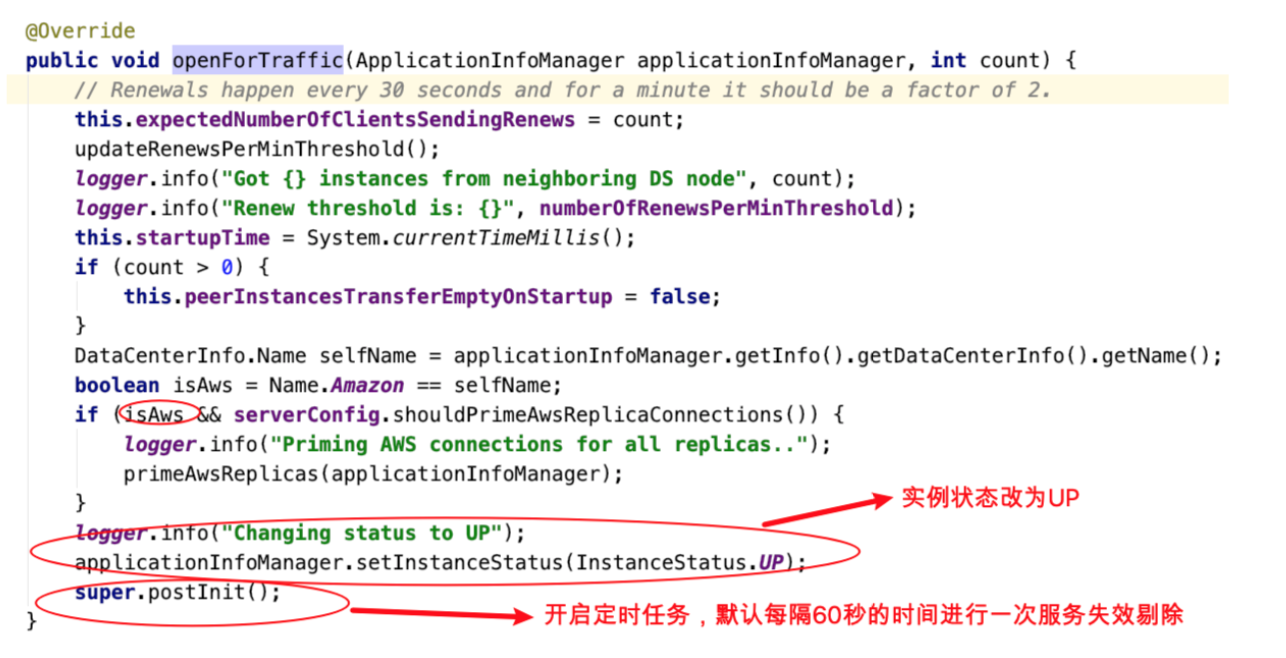 @Override
public void openForTraffic(ApplicationInfoManager applicationInfoManager, int count) {
// Renewals happen every 30 seconds and for a minute it should be a factor of 2.
this.expectedNumberOfClientsSendingRenews = count;
updateRenewsPerMinThreshold();
logger.info("Got {} instances from neighboring DS node", count);
logger.info("Renew threshold is: {}", numberOfRenewsPerMinThreshold);
this.startupTime = System.currentTimeMillis();
if (count > 0) {
this.peerInstancesTransferEmptyOnStartup = false;
}
DataCenterInfo.Name selfName = applicationInfoManager.getInfo().getDataCenterInfo().getName();
boolean isAws = Name.Amazon == selfName;
if (isAws && serverConfig.shouldPrimeAwsReplicaConnections()) {
logger.info("Priming AWS connections for all replicas..");
primeAwsReplicas(applicationInfoManager);
}
实例状态改为UP
logger.info("Changing status to UP");
applicationInfoManager.setInstanceStatus(InstanceStatus.UP);
super.postInit();
开启定时任务，默认每隔60秒的时间进行一次服务失效剔除
}